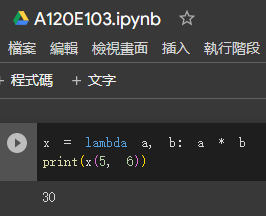 A120E103.ipynb
檔案 編輯 檢視畫面 插入 執行階段
+ 程式碼 + 文字
x = lambda a, b: a * b
print(x(5, 6))
30